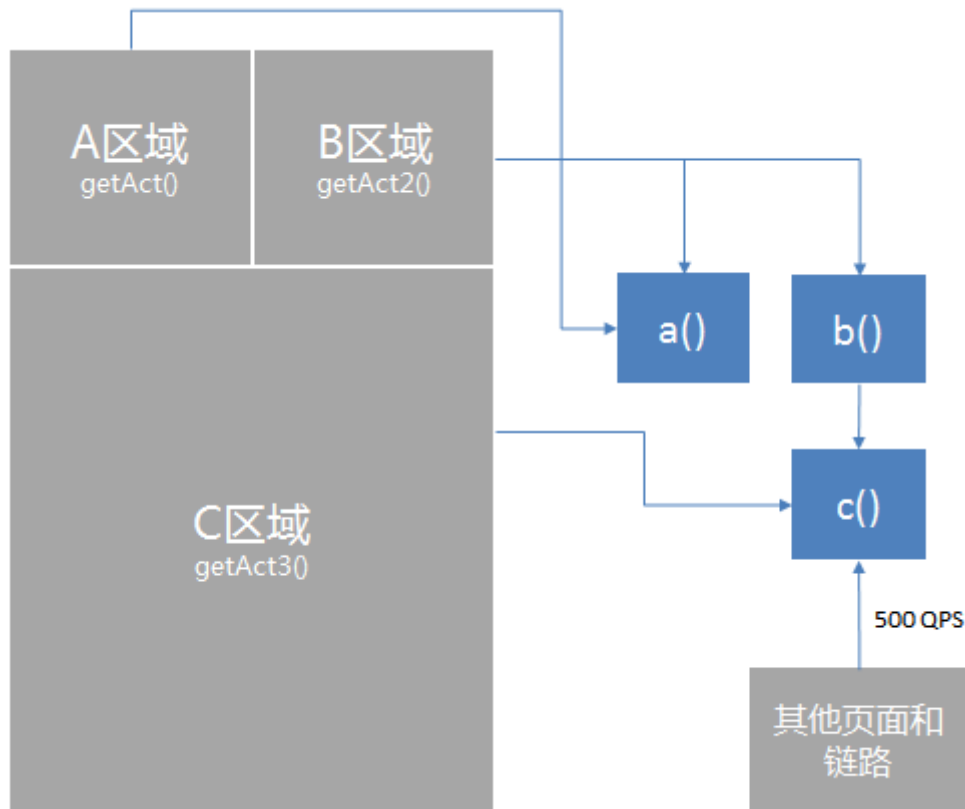 A区域
getAct()
B区域
getAct2()
a()
b()
C区域
getAct3()
c()
500 QPS
其他页面和
链路